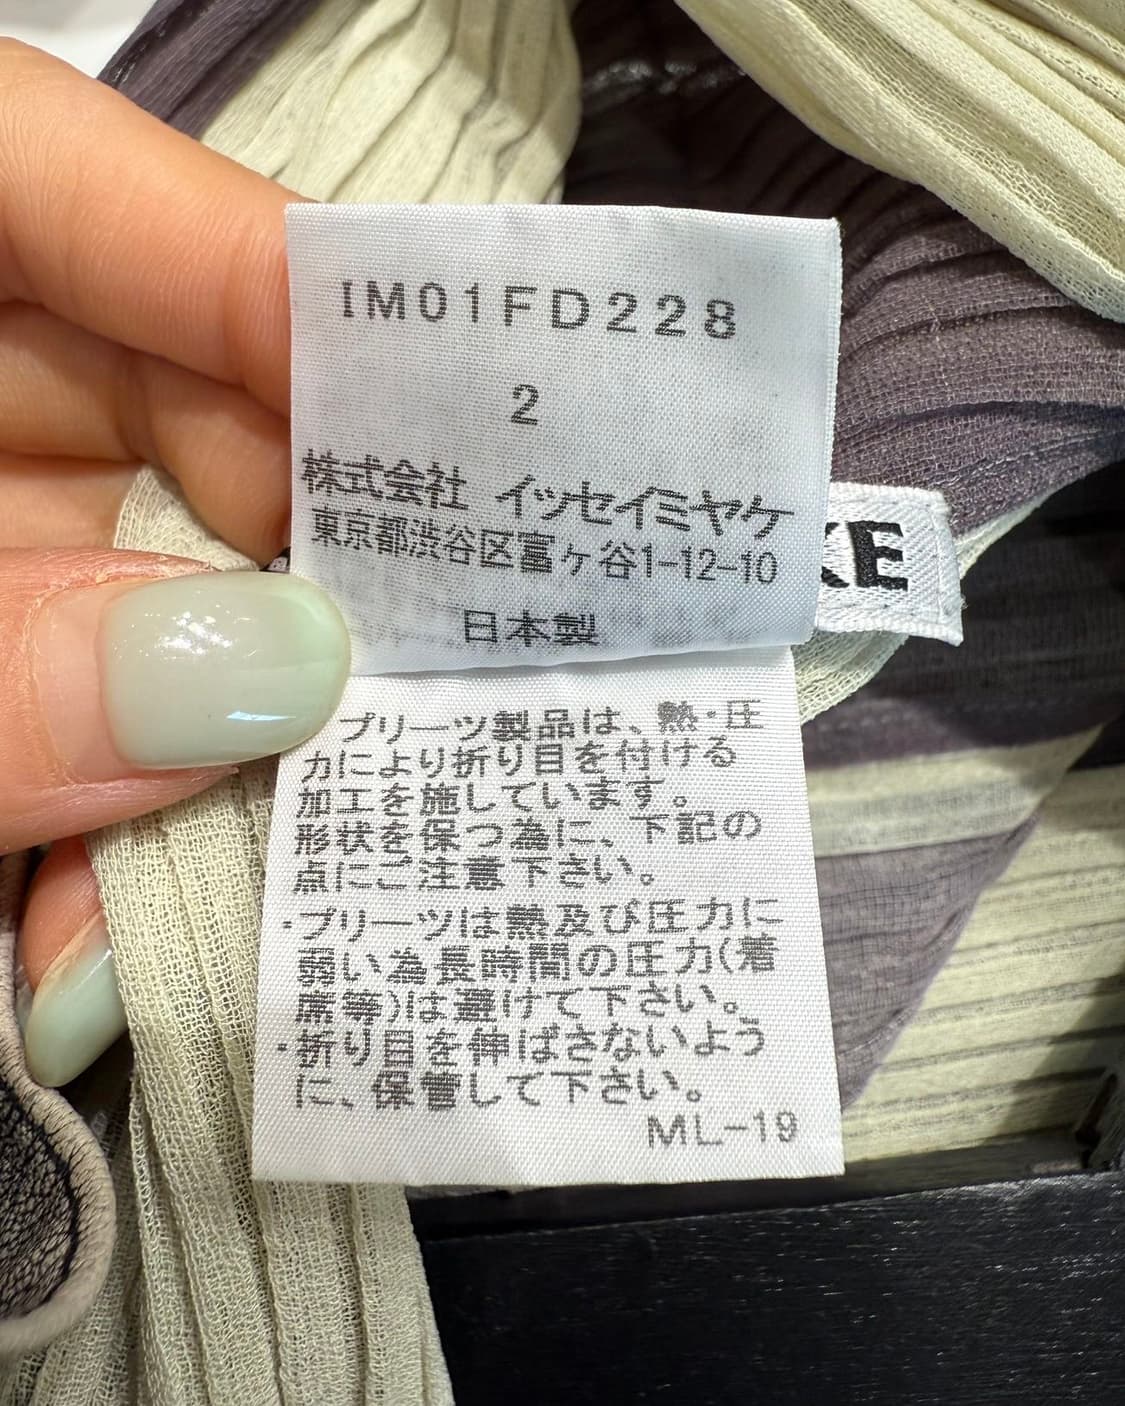 IM01FD228
2
株式会社 イッセイミヤケ
東京都渋谷区富ヶ谷1-12-10
日本製
KE
プリーツ製品は、熱・圧
力により折り目を付ける
加工を施しています。
形状を保つ為に、下記の
点にご注意下さい。
・プリーツは熱及び圧力に
弱い為長時間の圧力(着
席等)は避けて下さい。
・折り目を伸ばさないよう
に、保管して下さい。
ML-19